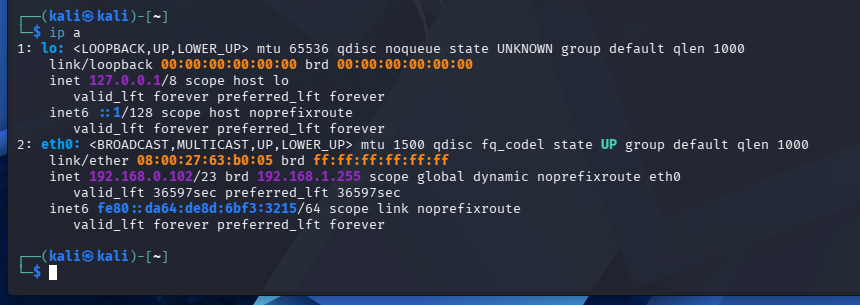 ┌──(kali㉿kali)-[~]
└─$ ip a
1: lo: <LOOPBACK,UP,LOWER_UP> mtu 65536 qdisc noqueue state UNKNOWN group default qlen 1000
    link/loopback 00:00:00:00:00:00 brd 00:00:00:00:00:00
    inet 127.0.0.1/8 scope host lo
       valid_lft forever preferred_lft forever
    inet6 ::1/128 scope host noprefixroute
       valid_lft forever preferred_lft forever
2: eth0: <BROADCAST,MULTICAST,UP,LOWER_UP> mtu 1500 qdisc fq_codel state UP group default qlen 1000
    link/ether 08:00:27:63:b0:05 brd ff:ff:ff:ff:ff:ff
    inet 192.168.0.102/23 brd 192.168.1.255 scope global dynamic noprefixroute eth0
       valid_lft 36597sec preferred_lft 36597sec
    inet6 fe80::da64:de8d:6bf3:3215/64 scope link noprefixroute
       valid_lft forever preferred_lft forever
┌──(kali㉿kali)-[~]
└─$